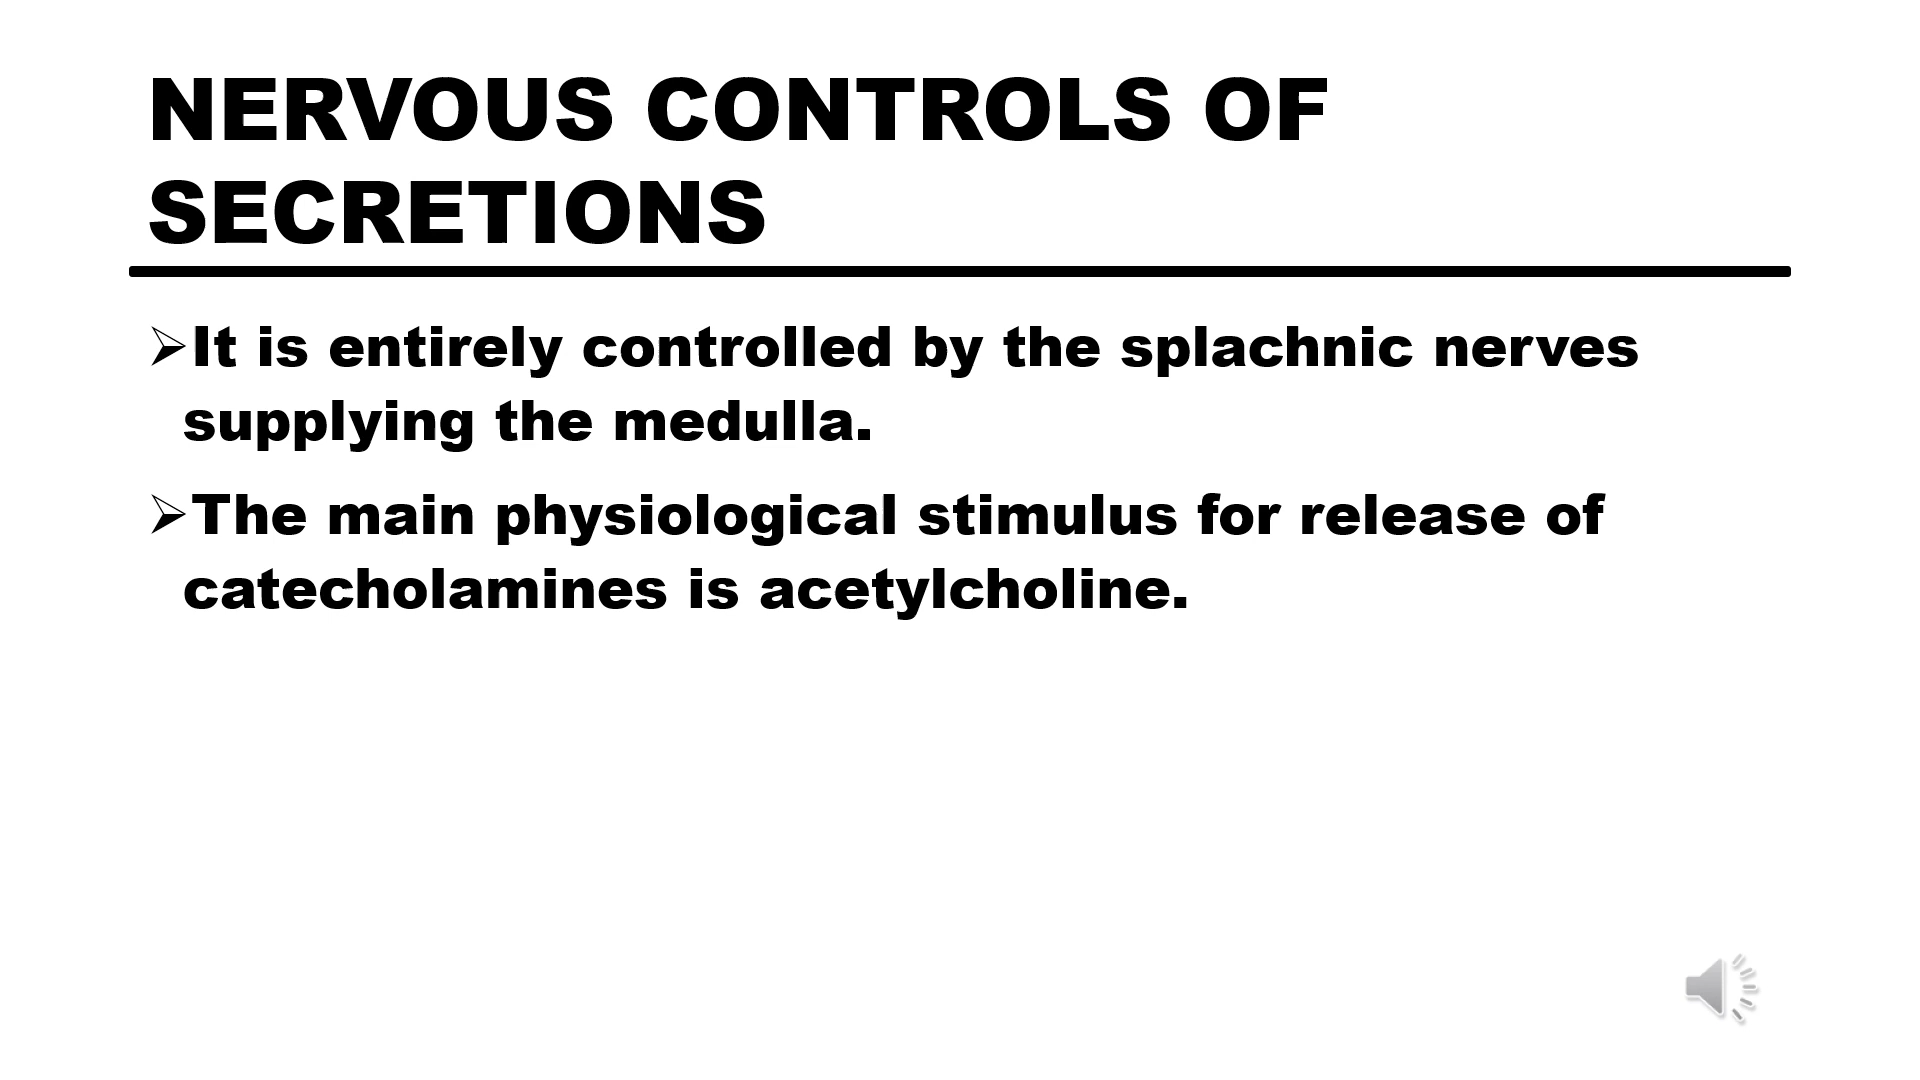 NERVOUS CONTROLS OF
SECRETIONS
➢It is entirely controlled by the splachnic nerves
supplying the medulla.
➢The main physiological stimulus for release of
catecholamines is acetylcholine.